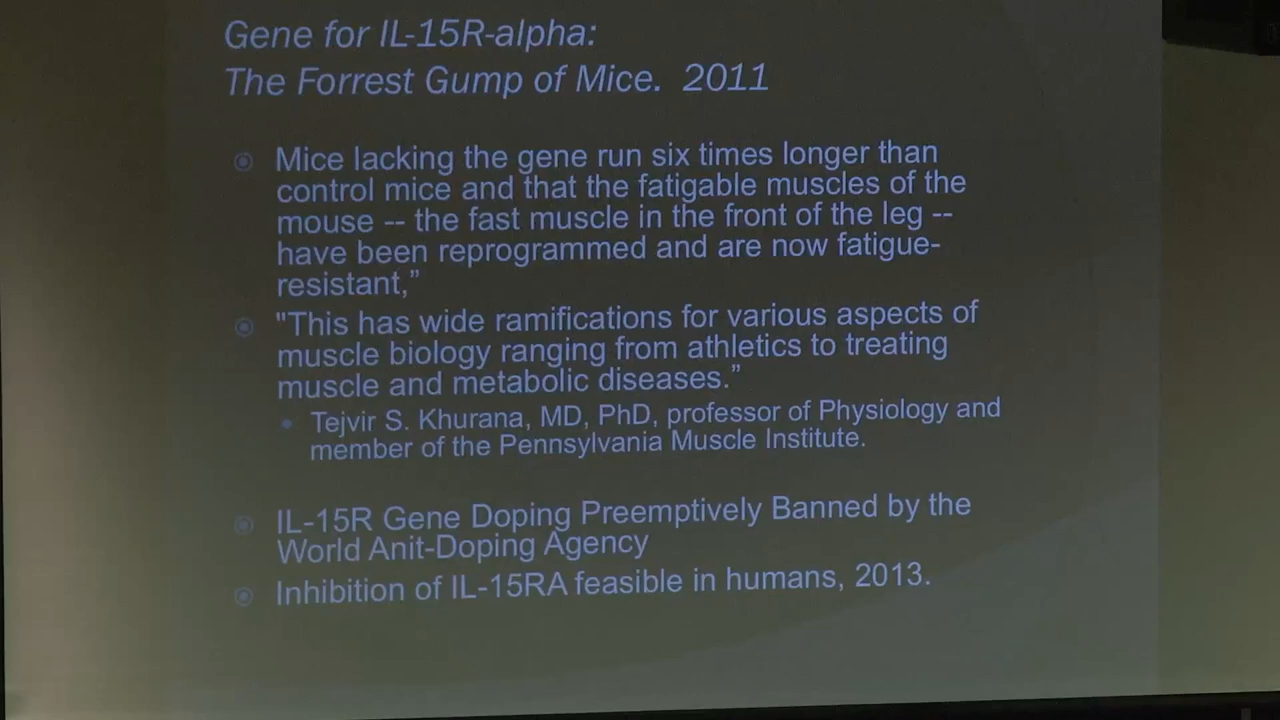 Gene for IL-15R-alpha:
The Forrest Gump of Mice. 2011
Mice lacking the gene run six times longer than
control mice and that the fatigable muscles of the
mouse -- the fast muscle in the front of the leg --
have been reprogrammed and are now fatigue-
resistant,”
"This has wide ramifications for various aspects of
muscle biology ranging from athletics to treating
muscle and metabolic diseases.”
Tejvir S. Khurana, MD, PhD, professor of Physiology and
member of the Pennsylvania Muscle Institute.
IL-15R Gene Doping Preemptively Banned by the
World Anit-Doping Agency
Inhibition of IL-15RA feasible in humans, 2013.